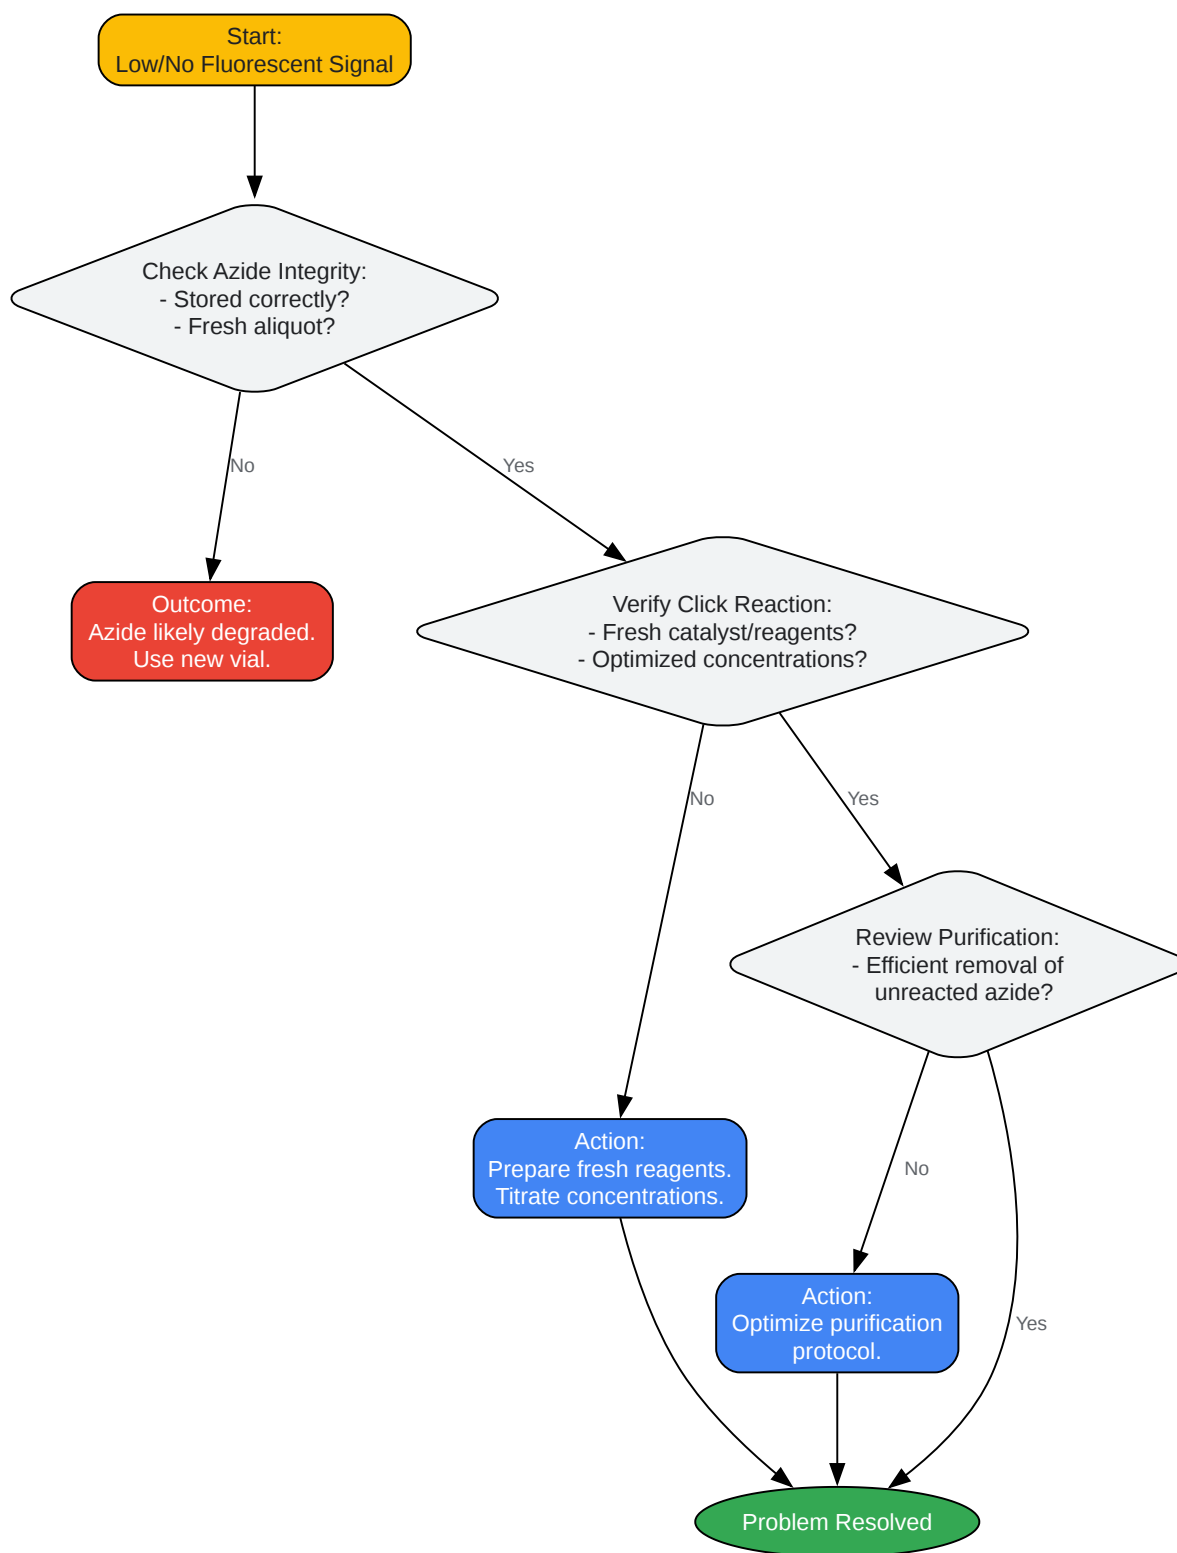 Start:
Low/No Fluorescent Signal
Check Azide Integrity:
- Stored correctly?
- Fresh aliquot?
No
Yes
Outcome:
Azide likely degraded.
Use new vial.
Verify Click Reaction:
- Fresh catalyst/reagents?
- Optimized concentrations?
No
Yes
Review Purification:
- Efficient removal of
unreacted azide?
Action:
Prepare fresh reagents.
Titrate concentrations.
No
Action:
Optimize purification
protocol.
Yes
Problem Resolved